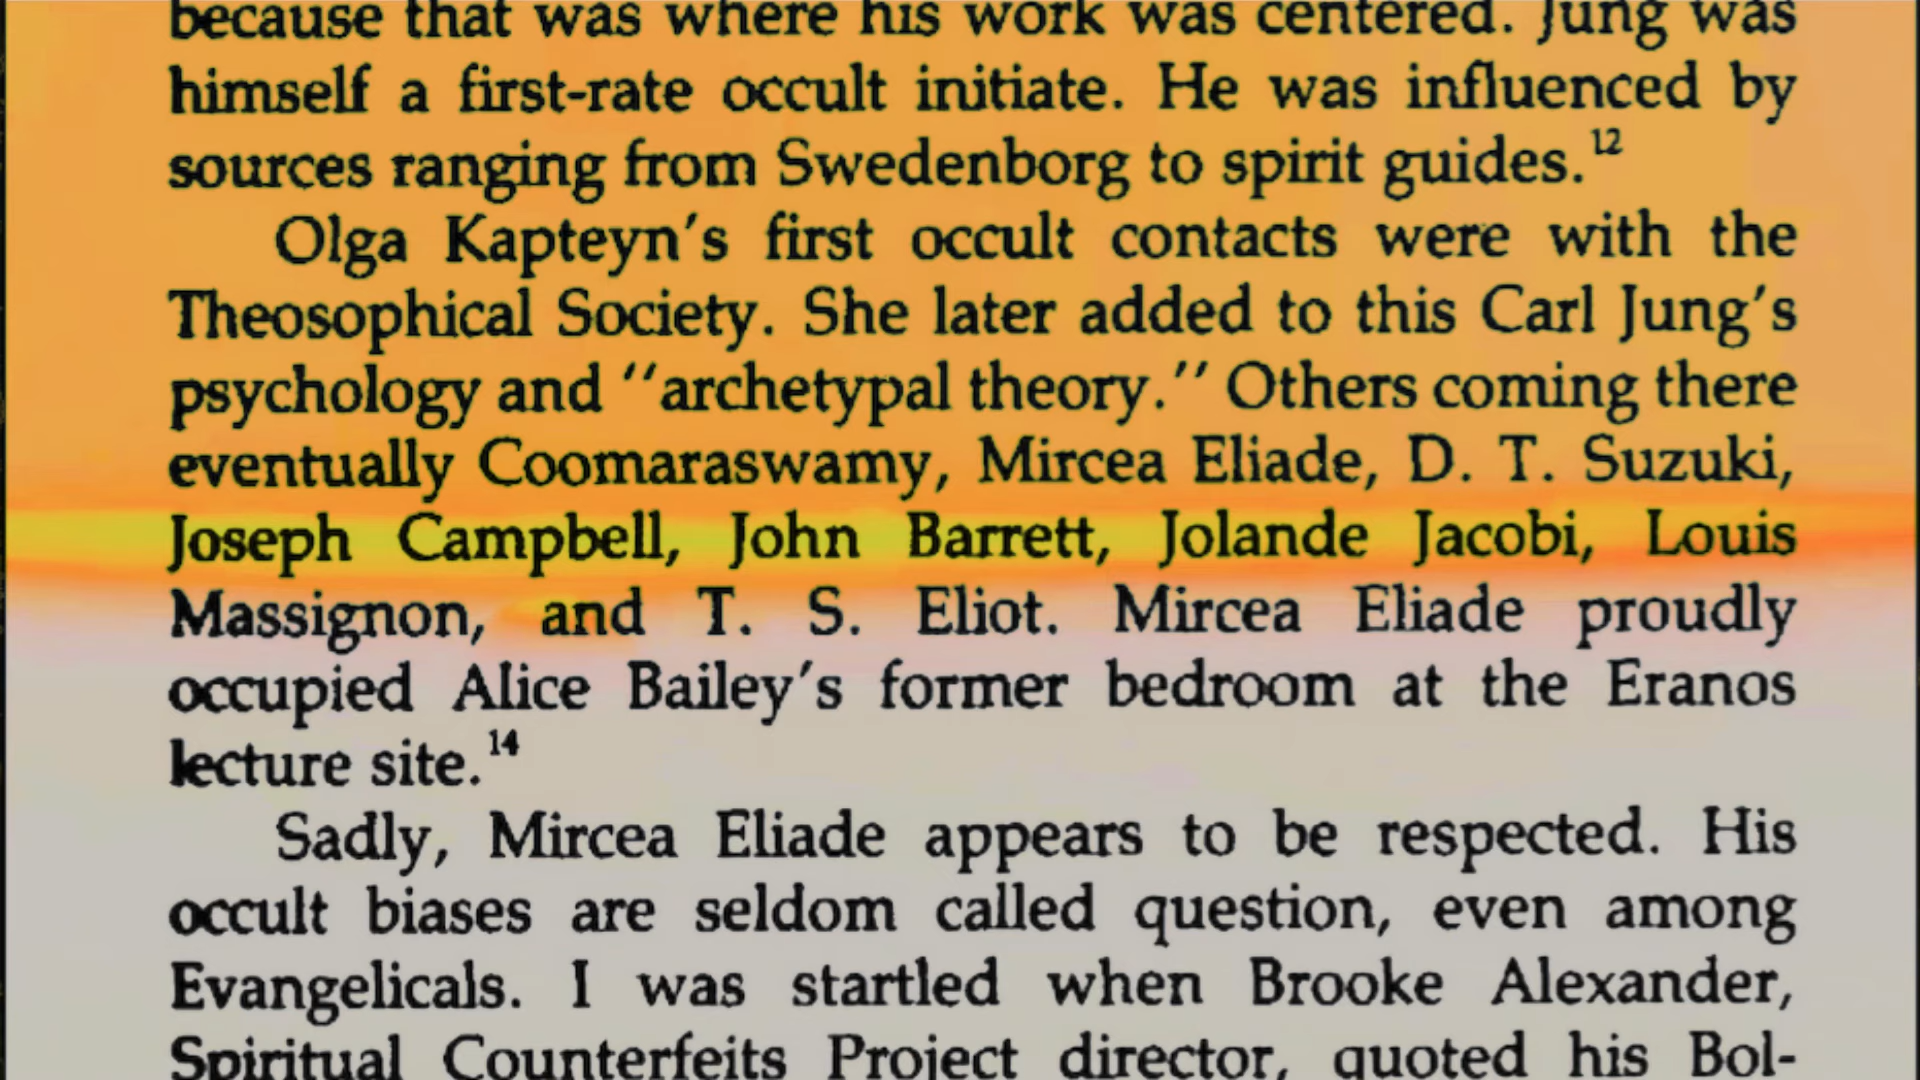 because that was where his work was centered. Jung was
himself a first-rate occult initiate. He was influenced by
sources ranging from Swedenborg to spirit guides.12
Olga Kapteyn's first occult contacts were with the
Theosophical Society. She later added to this Carl Jung's
psychology and "archetypal theory." Others coming there
eventually Coomaraswamy, Mircea Eliade, D. T. Suzuki,
Joseph Campbell, John Barrett, Jolande Jacobi, Louis
Massignon, and T. S. Eliot. Mircea Eliade proudly
occupied Alice Bailey's former bedroom at the Eranos
lecture site.14
Sadly, Mircea Eliade appears to be respected. His
occult biases are seldom called question, even among
Evangelicals. I was startled when Brooke Alexander,
Spiritual Counterfeits Project director, quoted his Bol-